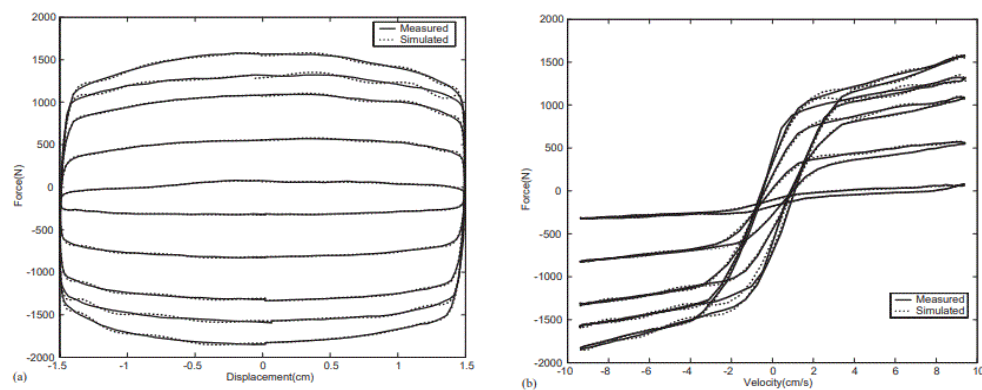 2000
1500
1000
500
0
-500
-1000
-1500
-2000
Force(N)
Measured
Simulated
-1.5 -1 -0.5 0 0.5 1 1.5
Displacement(cm)
(a)
2000
1500
1000
500
0
-500
-1000
-1500
-2000
Force(N)
Measured
Simulated
-10 -8 -6 -4 -2 0 2 4 6 8 10
Velocity(cm/s)
(b)